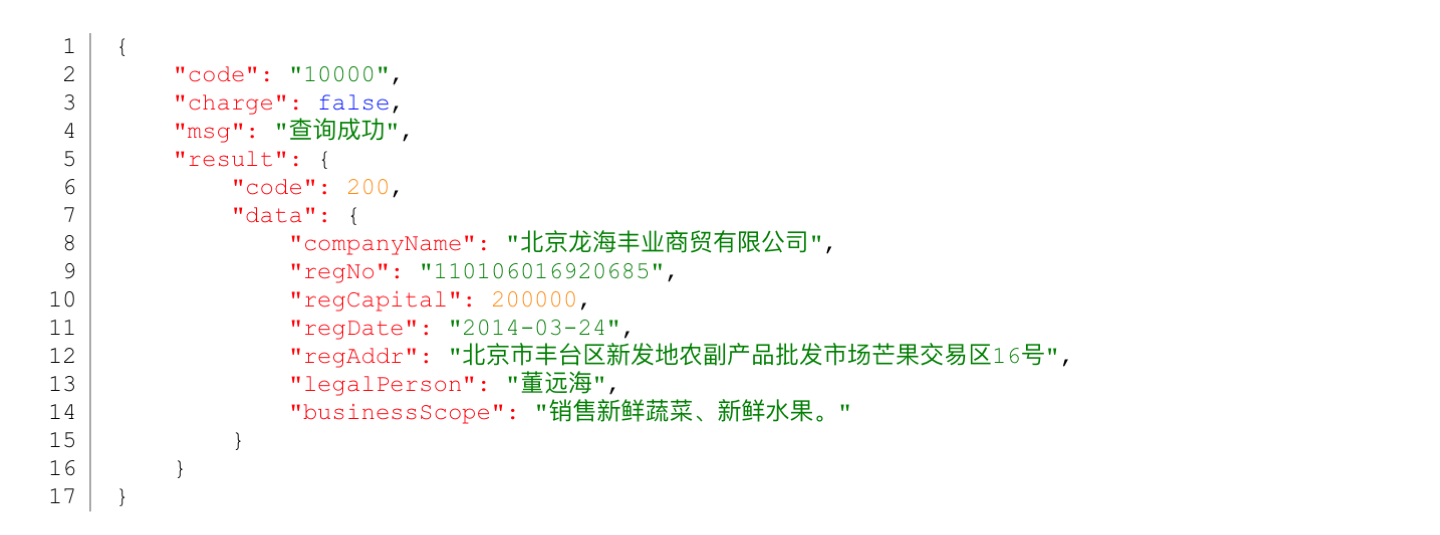 1 {
2 "code": "10000",
3 "charge": false,
4 "msg": "查询成功",
5 "result": {
6 "code": 200,
7 "data": {
8 "companyName": "北京龙海丰业商贸有限公司",
9 "regNo": "110106016920685",
10 "regCapital": 200000,
11 "regDate": "2014-03-24",
12 "regAddr": "北京市丰台区新发地农副产品批发市场芒果交易区16号",
13 "legalPerson": "董远海",
14 "businessScope": "销售新鲜蔬菜、新鲜水果。"
15 }
16 }
17 }